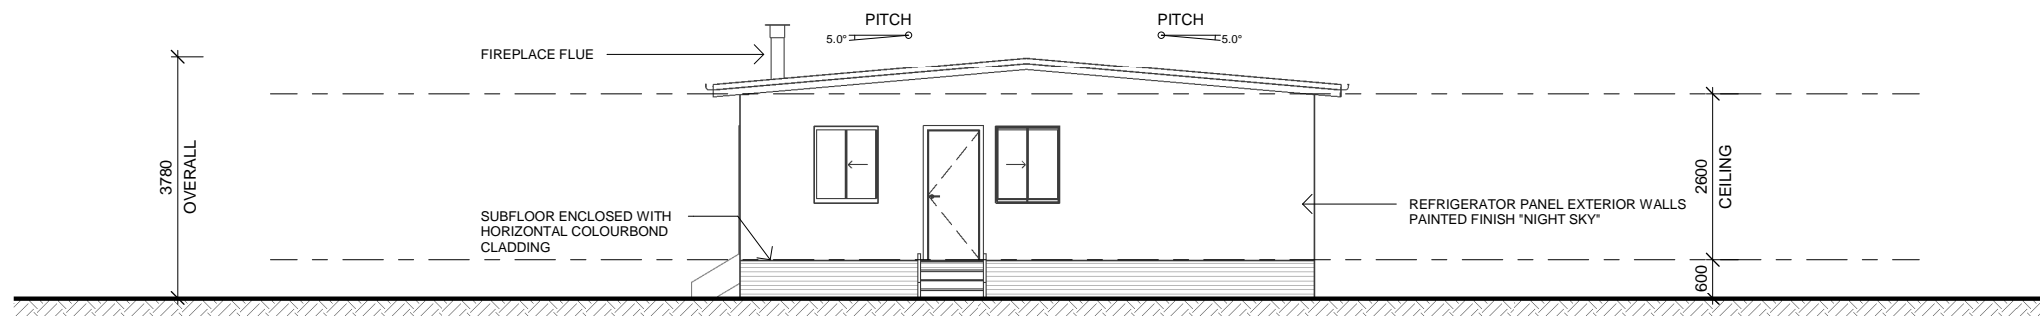 PITCH
5.0°
PITCH
5.0°
FIREPLACE FLUE
3780
OVERALL
SUBFLOOR ENCLOSED WITH
HORIZONTAL COLOURBOND
CLADDING
REFRIGERATOR PANEL EXTERIOR WALLS
PAINTED FINISH "NIGHT SKY"
2600
CEILING
600